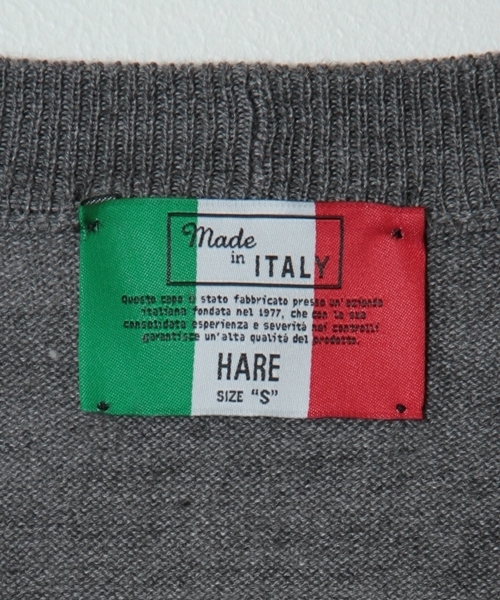 Made
in ITALY
Questo capo è stato fabbricato presso un'azienda
italiana fondata nel 1977, che con la sua
consolidata esperienza e severità nei controlli
garantisce un'alta qualità del prodotto.
HARE
SIZE "S"